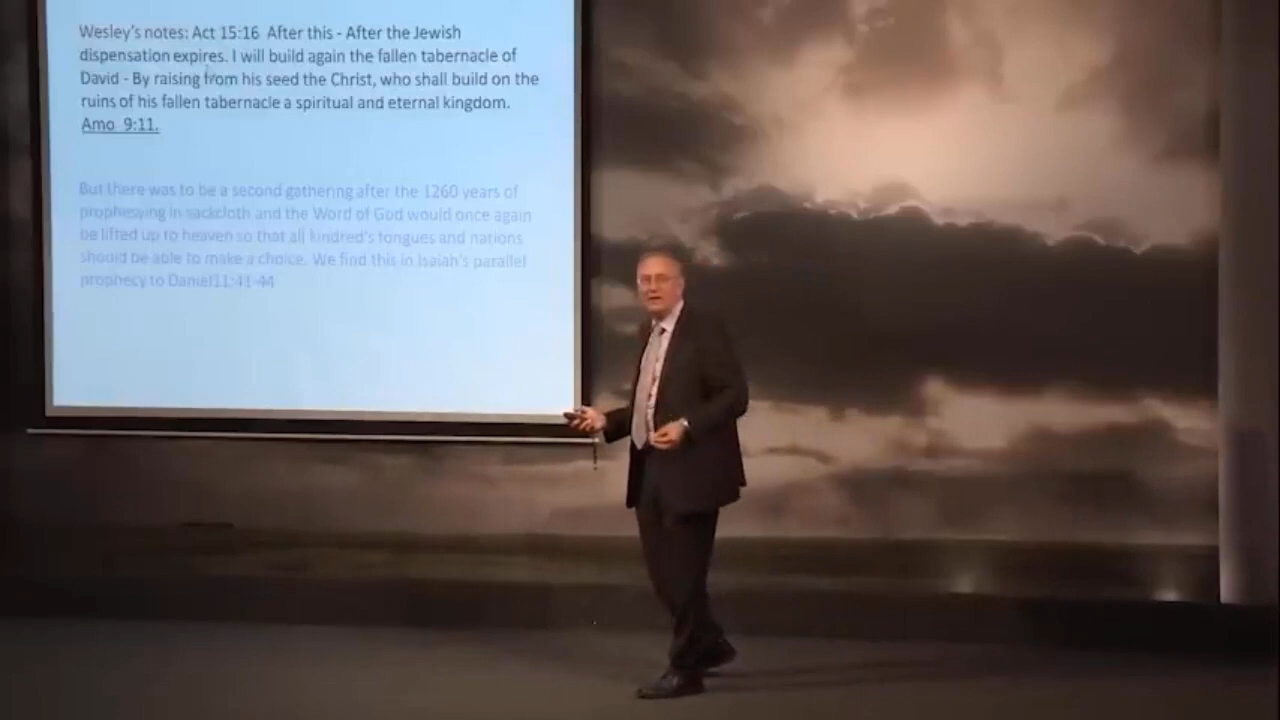 Wesley's notes: Act 15:16  After this - After the Jewish
dispensation expires. I will build again the fallen tabernacle of
David - By raising from his seed the Christ, who shall build on the
ruins of his fallen tabernacle a spiritual and eternal kingdom.
Amo  9:11.
But there was to be a second gathering after the 1260 years of
prophesying in sackcloth and the Word of God would once again
be lifted up to heaven so that all kindred's tongues and nations
should be able to make a choice. We find this in Isaiah's parallel
prophecy to Daniel11:41-44